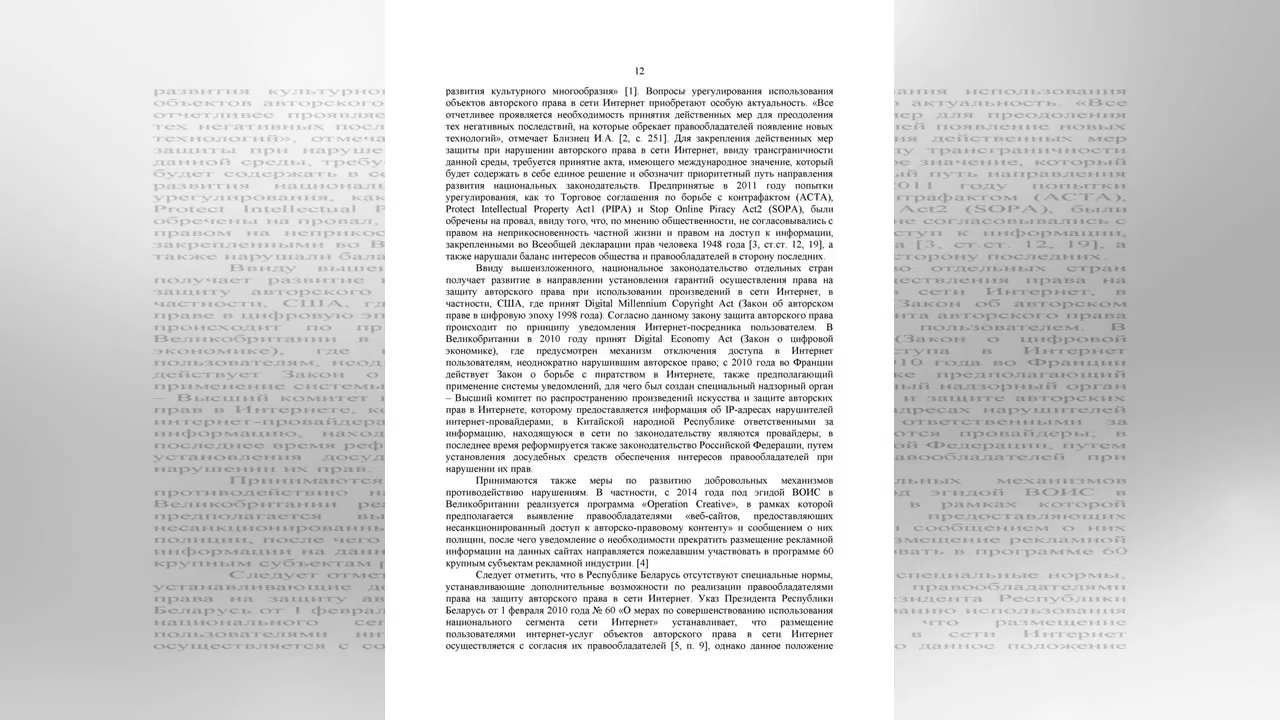 12
развития культурного многообразия» [1]. Вопросы урегулирования использования
объектов авторского права в сети Интернет приобретают особую актуальность. «Все
отчетливее проявляется необходимость принятия действенных мер для преодоления
тех негативных последствий, на которые обрекает правообладателей появление новых
технологий», отмечает Близнец И.А. [2, с. 251]. Для закрепления действенных мер
защиты при нарушении авторского права в сети Интернет, ввиду трансграничности
данной среды, требуется принятие акта, имеющего международное значение, который
будет содержать в себе единое решение и обозначит приоритетный путь направления
развития национальных законодательств. Предпринятые в 2011 году попытки
урегулирования, как то Торговое соглашения по борьбе с контрафактом (ACTA),
Protect Intellectual Property Act1 (PIPA) и Stop Online Piracy Act2 (SOPA), были
обречены на провал, ввиду того, что, по мнению общественности, не согласовывались с
правом на неприкосновенность частной жизни и правом на доступ к информации,
закрепленными во Всеобщей декларации прав человека 1948 года [3, ст.ст. 12, 19], а
также нарушали баланс интересов общества и правообладателей в сторону последних.
Ввиду вышеизложенного, национальное законодательство отдельных стран
получает развитие в направлении установления гарантий осуществления права на
защиту авторского права при использовании произведений в сети Интернет, в
частности, США, где принят Digital Millennium Copyright Act (Закон об авторском
праве в цифровую эпоху 1998 года). Согласно данному закону защита авторского права
происходит по принципу уведомления Интернет-посредника пользователем. В
Великобритании в 2010 году принят Digital Economy Act (Закон о цифровой
экономике), где предусмотрен механизм отключения доступа в Интернет
пользователям, неоднократно нарушившим авторское право; с 2010 года во Франции
действует Закон о борьбе с пиратством в Интернете, также предполагающий
применение системы уведомлений, для чего был создан специальный надзорный орган
– Высший комитет по распространению произведений искусства и защите авторских
прав в Интернете, которому предоставляется информация об IP-адресах нарушителей
интернет-провайдерами; в Китайской народной Республике ответственными за
информацию, находящуюся в сети по законодательству являются провайдеры; в
последнее время реформируется также законодательство Российской Федерации, путем
установления досудебных средств обеспечения интересов правообладателей при
нарушении их прав.
Принимаются также меры по развитию добровольных механизмов
противодействию нарушениям. В частности, с 2014 года под эгидой ВОИС в
Великобритании реализуется программа «Operation Creative», в рамках которой
предполагается выявление правообладателями «веб-сайтов, предоставляющих
несанкционированный доступ к авторско-правовому контенту» и сообщением о них
полиции, после чего уведомление о необходимости прекратить размещение рекламной
информации на данных сайтах направляется пожелавшим участвовать в программе 60
крупным субъектам рекламной индустрии. [4]
Следует отметить, что в Республике Беларусь отсутствуют специальные нормы,
устанавливающие дополнительные возможности по реализации правообладателями
права на защиту авторского права в сети Интернет. Указ Президента Республики
Беларусь от 1 февраля 2010 года № 60 «О мерах по совершенствованию использования
национального сегмента сети Интернет» устанавливает, что размещение
пользователями интернет-услуг объектов авторского права в сети Интернет
осуществляется с согласия их правообладателей [5, п. 9], однако данное положение